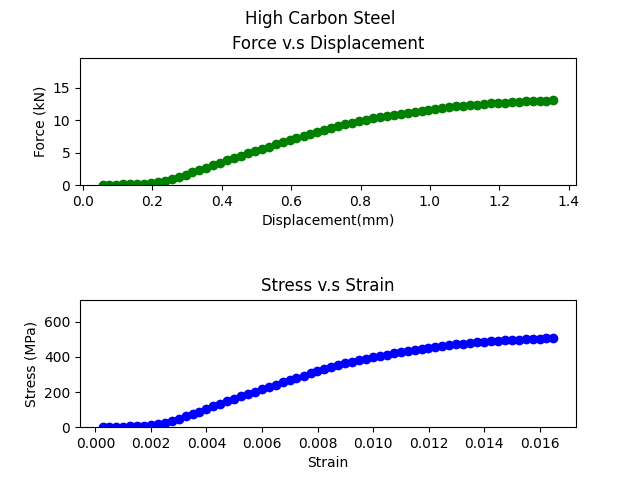 High Carbon Steel
Force v.s Displacement
15
10
5
0
Force (kN)
0.0 0.2 0.4 0.6 0.8 1.0 1.2 1.4
Displacement(mm)
Stress v.s Strain
600
400
200
0
Stress (MPa)
0.000 0.002 0.004 0.006 0.008 0.010 0.012 0.014 0.016
Strain